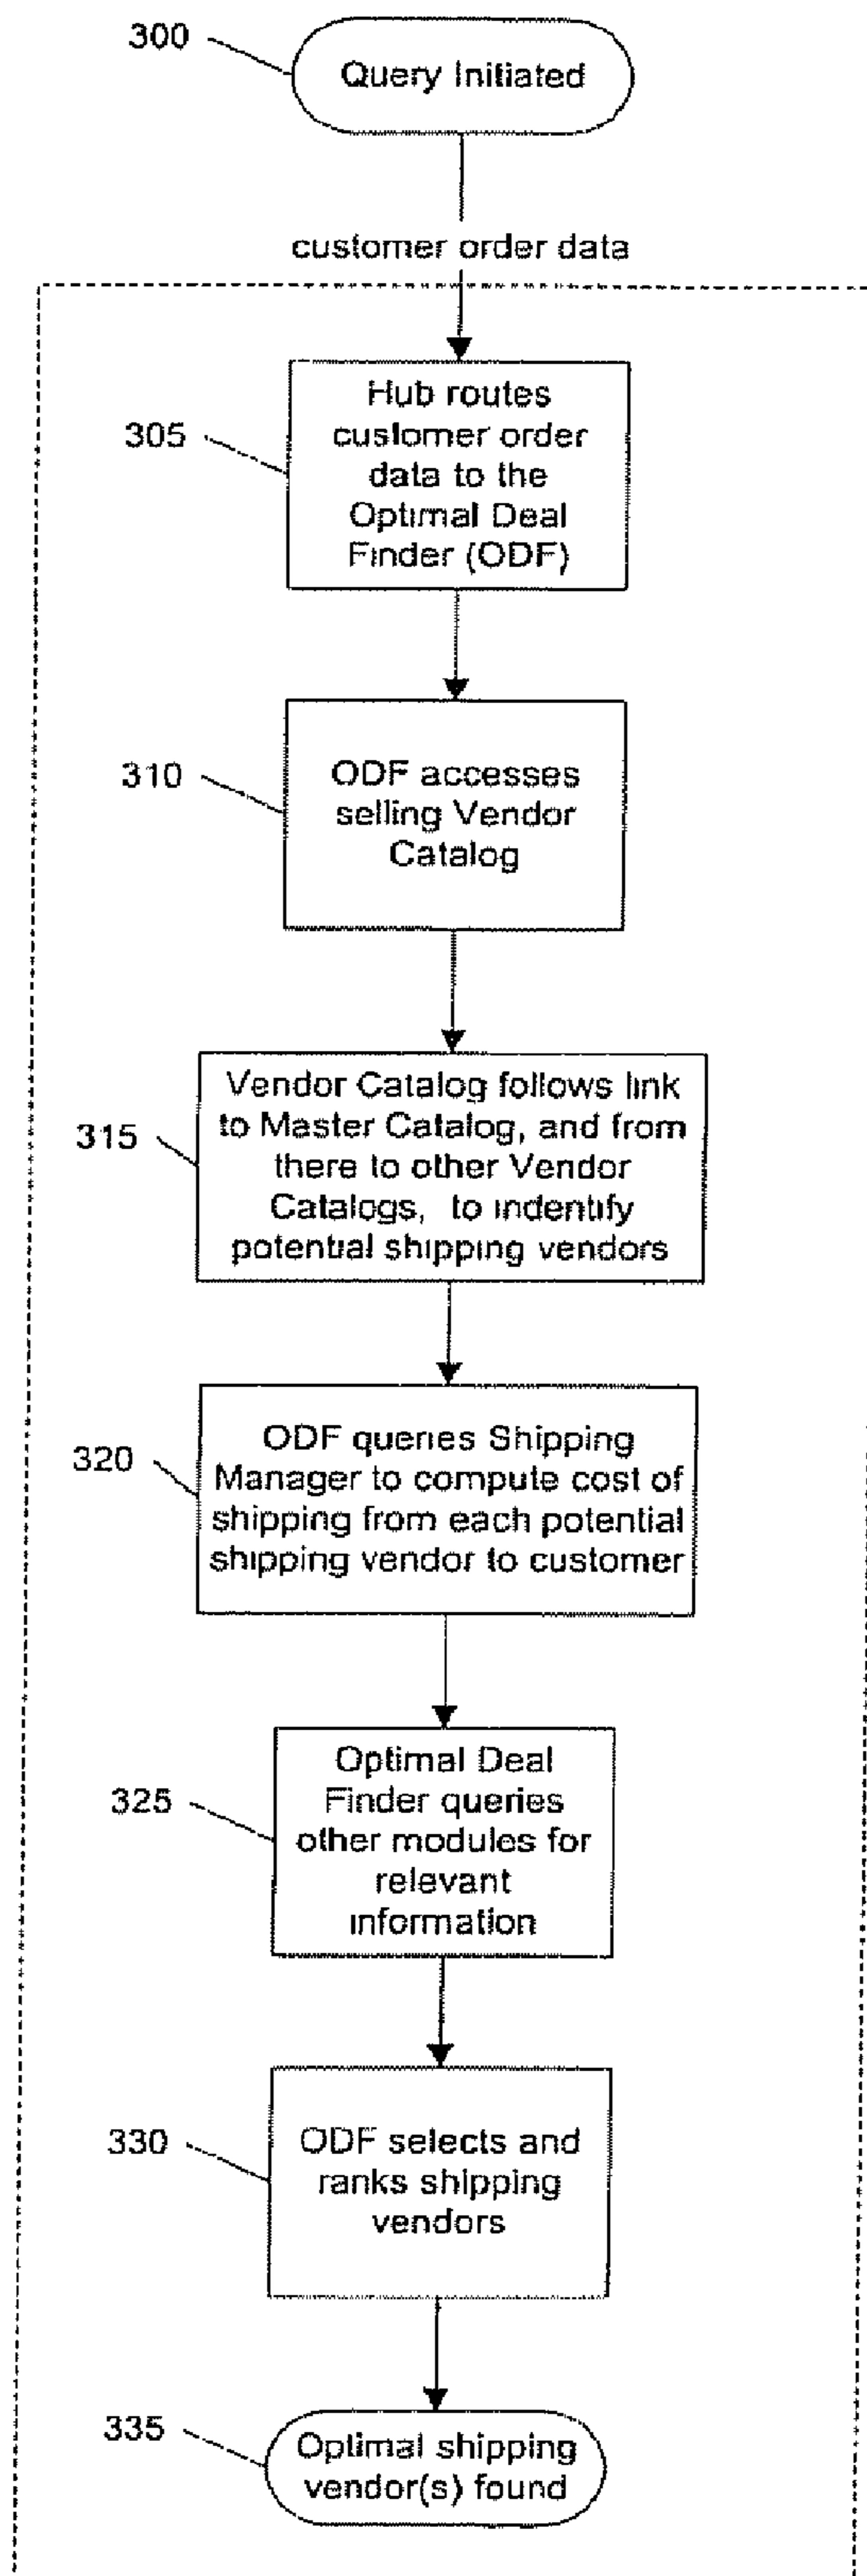 300
Query Initiated
customer order data
305
Hub routes
customer order
data to the
Optimal Deal
Finder (ODF)
310
ODF accesses
selling Vendor
Catalog
315
Vendor Catalog follows link
to Master Catalog, and from
there to other Vendor
Catalogs, to indentify
potential shipping vendors
320
ODF queries Shipping
Manager to compute cost of
shipping from each potential
shipping vendor to customer
325
Optimal Deal
Finder queries
other modules for
relevant
information
330
ODF selects and
ranks shipping
vendors
335
Optimal shipping
vendor(s) found